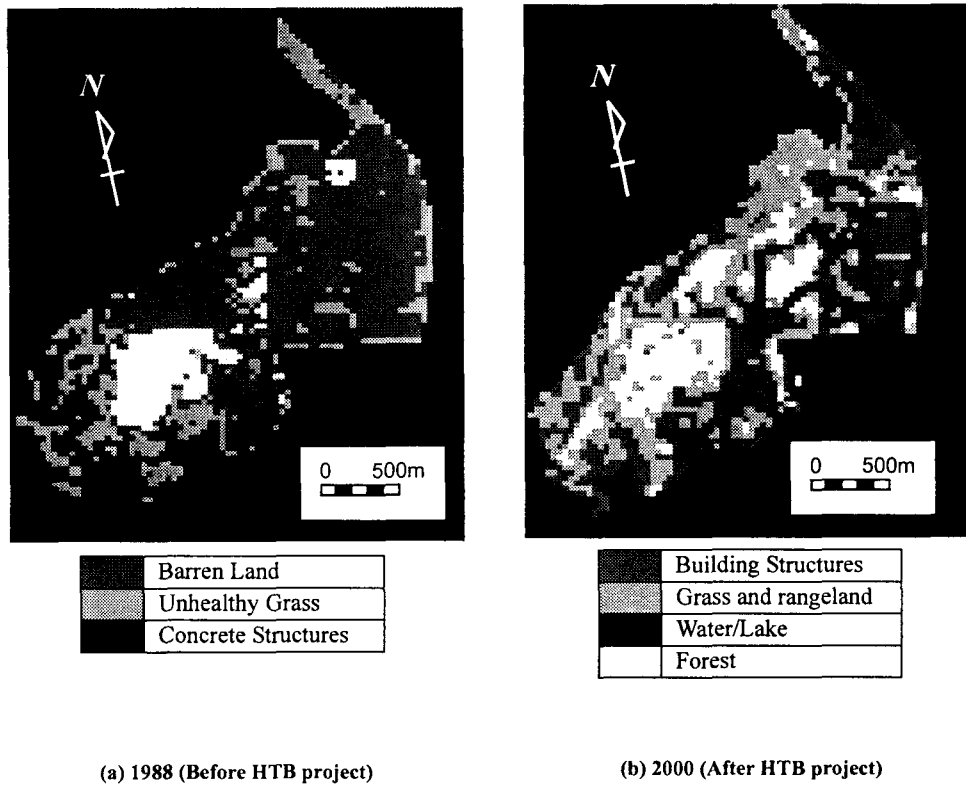 N
0 500m
Barren Land
Unhealthy Grass
Concrete Structures
(a) 1988 (Before HTB project)
N
0 500m
Building Structures
Grass and rangeland
Water/Lake
Forest
(b) 2000 (After HTB project)